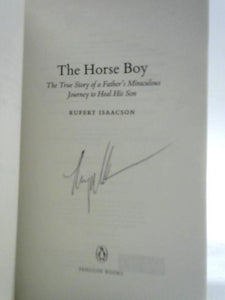 The Horse Boy
The True Story of a Father's Miraculous
Journey to Heal His Son
RUPERT ISAACSON
PENGUIN BOOKS